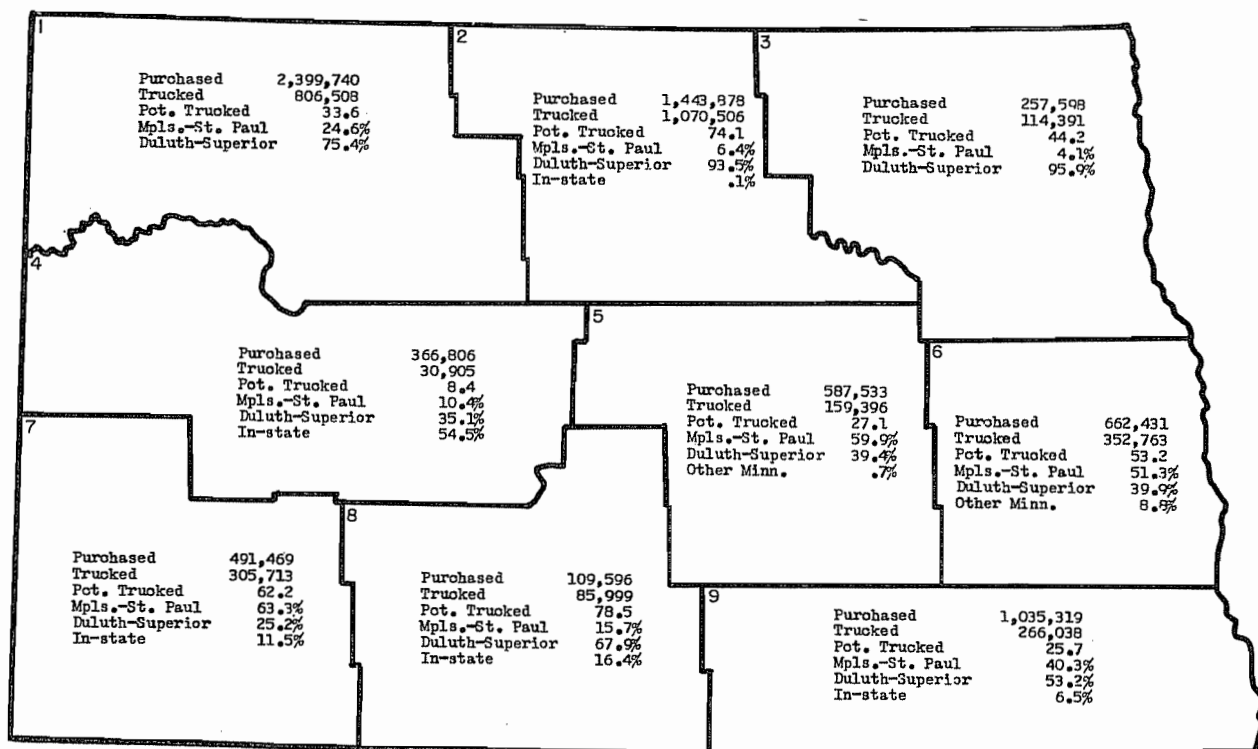 1
Purchased 2,399,740
Trucked 806,508
Pct. Trucked 33.6
Mpls.-St. Paul 24.6%
Duluth-Superior 75.4%
2
Purchased 1,443,878
Trucked 1,070,506
Pct. Trucked 74.1
Mpls.-St. Paul 6.4%
Duluth-Superior 93.5%
In-state .1%
3
Purchased 257,598
Trucked 114,391
Pct. Trucked 44.2
Mpls.-St. Paul 4.1%
Duluth-Superior 95.9%
4
Purchased 366,806
Trucked 30,905
Pct. Trucked 8.4
Mpls.-St. Paul 10.4%
Duluth-Superior 35.1%
In-state 54.5%
5
Purchased 587,533
Trucked 159,396
Pct. Trucked 27.1
Mpls.-St. Paul 59.9%
Duluth-Superior 39.4%
Other Minn. .7%
6
Purchased 662,431
Trucked 352,763
Pct. Trucked 53.2
Mpls.-St. Paul 51.3%
Duluth-Superior 39.9%
Other Minn. 8.8%
7
Purchased 491,469
Trucked 305,713
Pct. Trucked 62.2
Mpls.-St. Paul 63.3%
Duluth-Superior 25.2%
In-state 11.5%
8
Purchased 109,596
Trucked 85,999
Pct. Trucked 78.5
Mpls.-St. Paul 15.7%
Duluth-Superior 67.9%
In-state 16.4%
9
Purchased 1,035,319
Trucked 266,038
Pct. Trucked 25.7
Mpls.-St. Paul 40.3%
Duluth-Superior 53.2%
In-state 6.5%